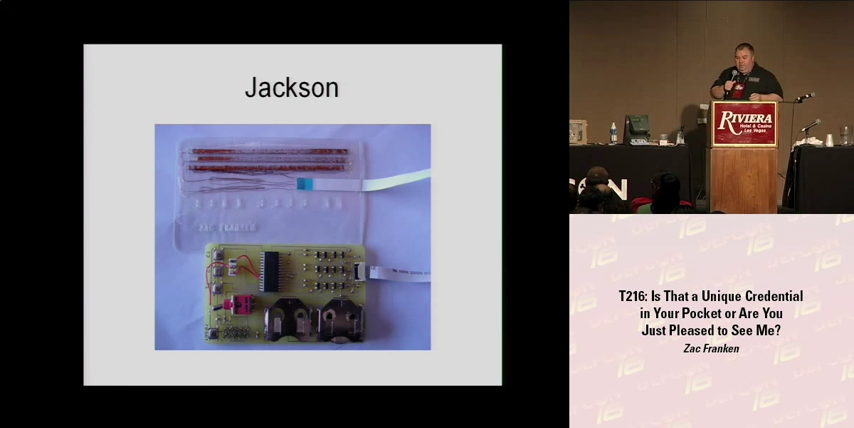 Jackson
ZAC FRANKEN
RIVIERA
Hotel & Casino
Las Vegas
T216: Is That a Unique Credential
in Your Pocket or Are You
Just Pleased to See Me?
Zac Franken